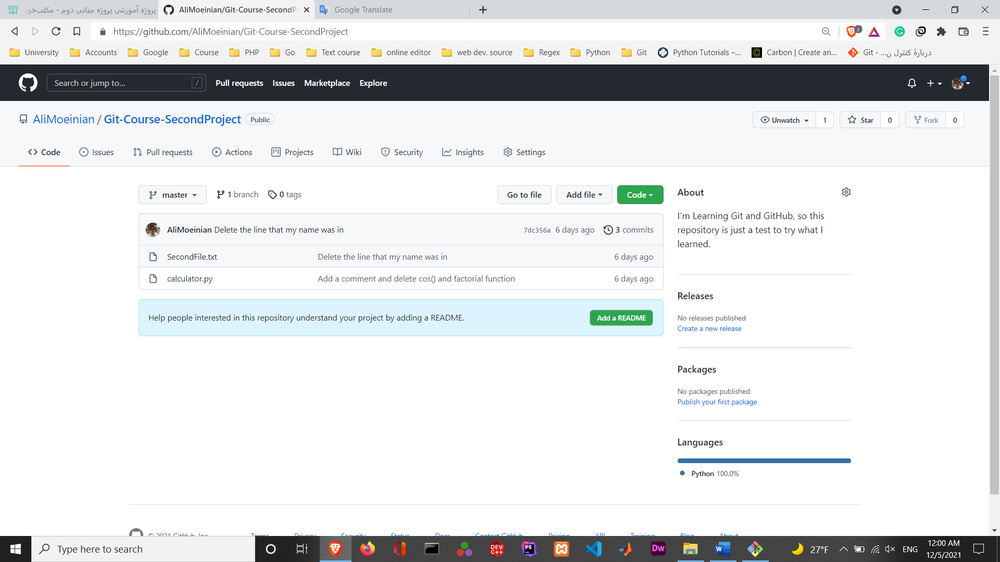 پروژه آموزشی پروژه میانی دوم - مکتب‌خونه
AliMoeinian/Git-Course-SecondP
Google Translate
https://github.com/AliMoeinian/Git-Course-SecondProject
2
University
Accounts
Google
Course
PHP
Go
Text course
online editor
web dev. source
Regex
Python
Git
Python Tutorials –...
Carbon | Create an...
Git - دربارهٔ کنترل ن...
Search or jump to...
/
Pull requests
Issues
Marketplace
Explore
AliMoeinian / Git-Course-SecondProject
Public
Unwatch
1
Star
0
Fork
0
Code
Issues
Pull requests
Actions
Projects
Wiki
Security
Insights
Settings
master
1 branch
0 tags
Go to file
Add file
Code
AliMoeinian Delete the line that my name was in
7dc356a 6 days ago
3 commits
SecondFile.txt
Delete the line that my name was in
6 days ago
calculator.py
Add a comment and delete cos() and factorial function
6 days ago
Help people interested in this repository understand your project by adding a README.
Add a README
About
I'm Learning Git and GitHub, so this
repository is just a test to try what I
learned.
Releases
No releases published
Create a new release
Packages
No packages published
Publish your first package
Languages
Python 100.0%
© 2021 GitHub, Inc.
Terms
Privacy
Security
Status
Docs
Contact GitHub
Pricing
API
Training
Blog
About
Type here to search
DEV
C++
PS
Dw
W
27°F
ENG
12:00 AM
12/5/2021